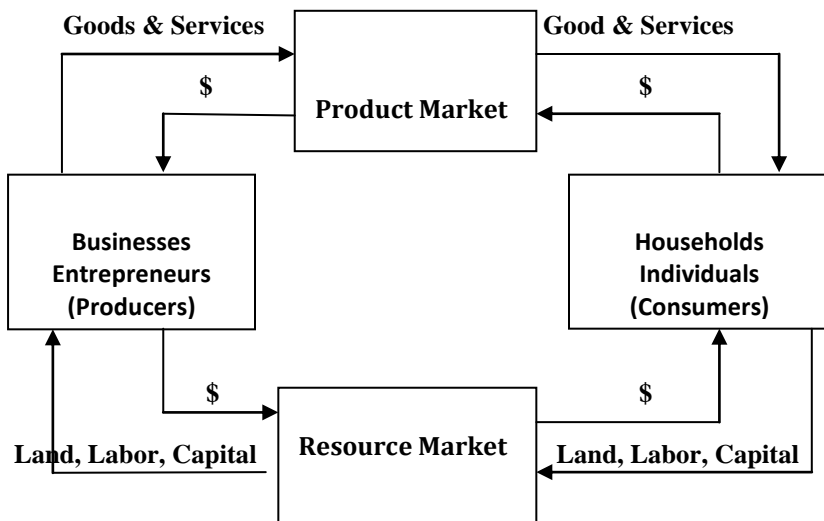 Goods & Services
Good & Services
$
$
Product Market
Businesses
Entrepreneurs
(Producers)
Households
Individuals
(Consumers)
$
$
Resource Market
Land, Labor, Capital
Land, Labor, Capital